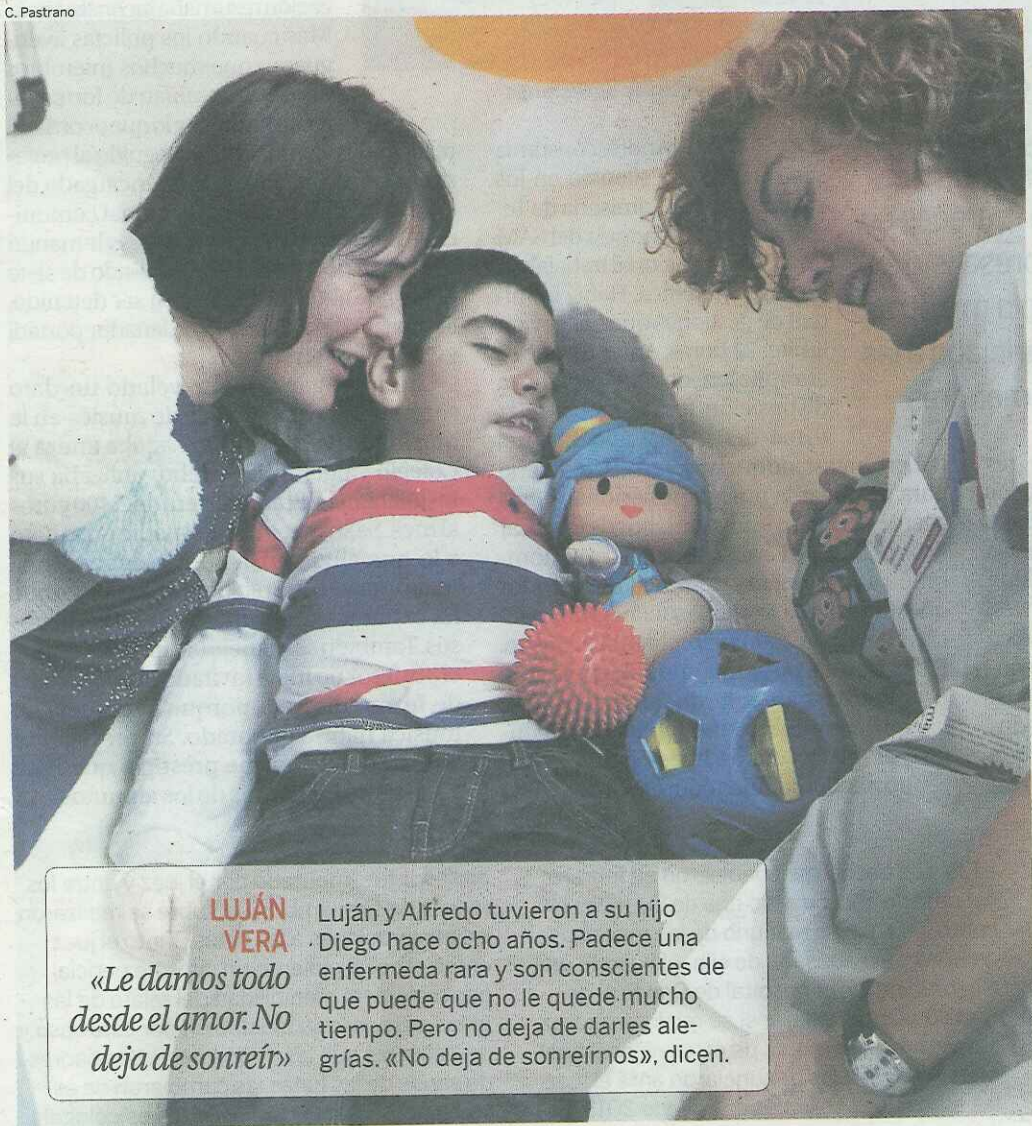 C. Pastrano
LUJÁN
VERA
«Le damos todo
desde el amor. No
deja de sonreír»
Luján y Alfredo tuvieron a su hijo
Diego hace ocho años. Padece una
enfermeda rara y son conscientes de
que puede que no le quede mucho
tiempo. Pero no deja de darles ale-
grías. «No deja de sonreírnos», dicen.